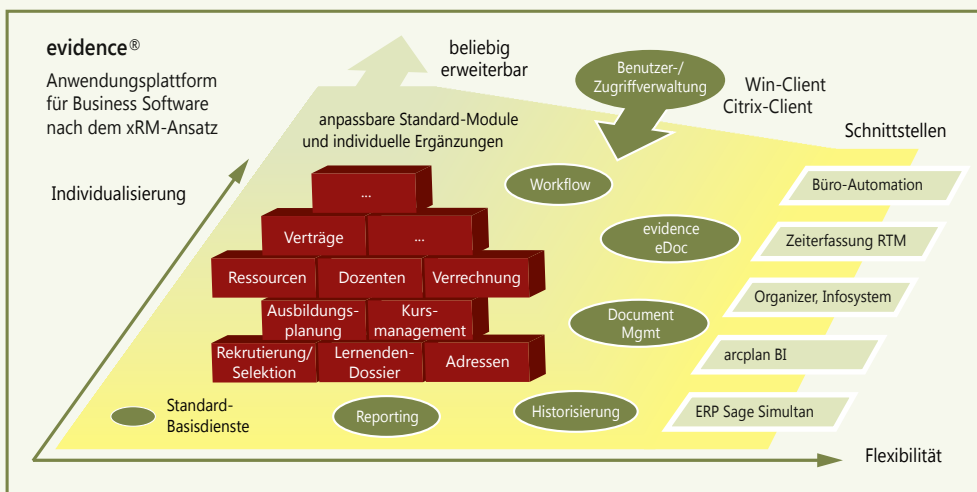 evidence®
Anwendungsplattform
für Business Software
nach dem xRM-Ansatz
beliebig
erweiterbar
Benutzer-/
Zugriffverwaltung
Win-Client
Citrix-Client
Schnittstellen
anpassbare Standard-Module
und individuelle Ergänzungen
Individualisierung
...
Verträge
...
Ressourcen
Dozenten
Verrechnung
Ausbildungs-
planung
Kurs-
management
Rekrutierung/
Selektion
Lernenden-
Dossier
Adressen
Workflow
evidence
eDoc
Document
Mgmt
Historisierung
Reporting
Standard-
Basisdienste
Büro-Automation
Zeiterfassung RTM
Organizer, Infosystem
arcplan BI
ERP Sage Simultan
Flexibilität